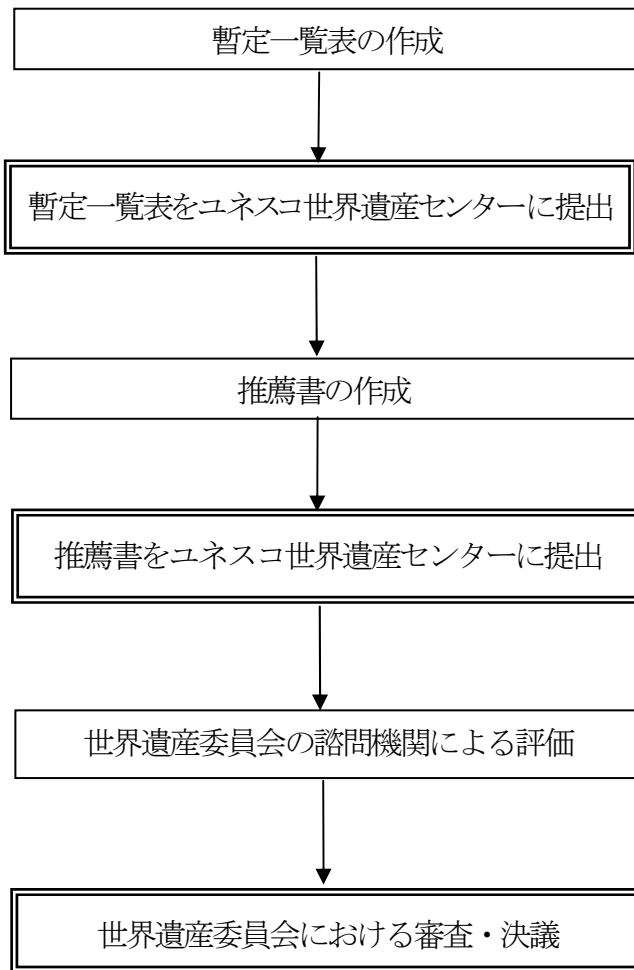 暫定一覧表の作成
暫定一覧表をユネスコ世界遺産センターに提出
推薦書の作成
推薦書をユネスコ世界遺産センターに提出
世界遺産委員会の諮問機関による評価
世界遺産委員会における審査・決議